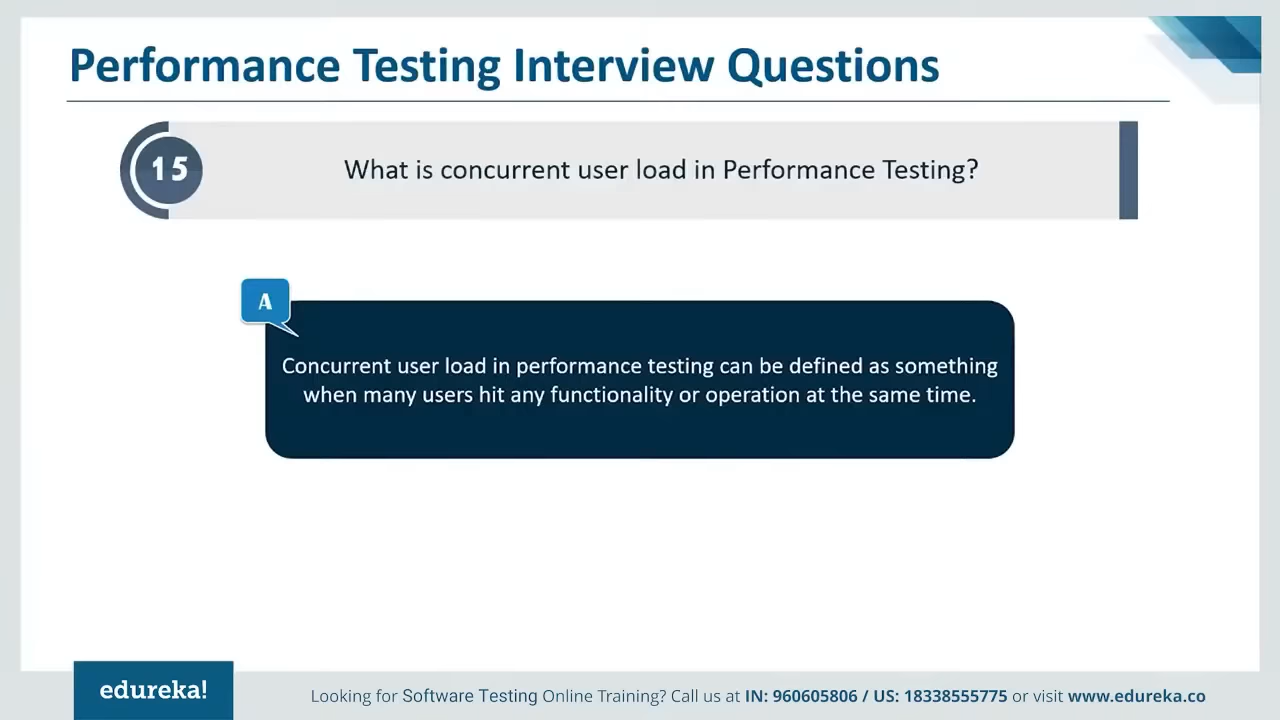 Performance Testing Interview Questions
15
What is concurrent user load in Performance Testing?
A
Concurrent user load in performance testing can be defined as something
when many users hit any functionality or operation at the same time.
edureka!
Looking for Software Testing Online Training? Call us at IN: 960605806 / US: 18338555775 or visit www.edureka.co